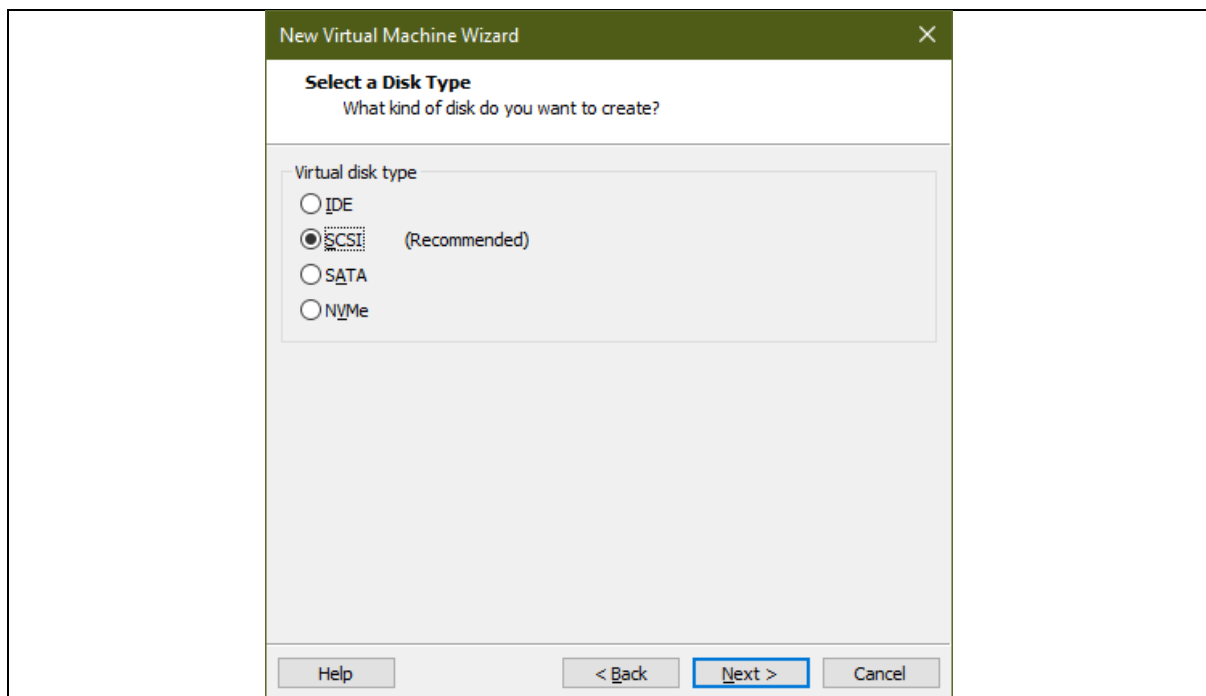 New Virtual Machine Wizard
Select a Disk Type
What kind of disk do you want to create?
Virtual disk type
IDE
SCSI (Recommended)
SATA
NVMe
Help < Back Next > Cancel